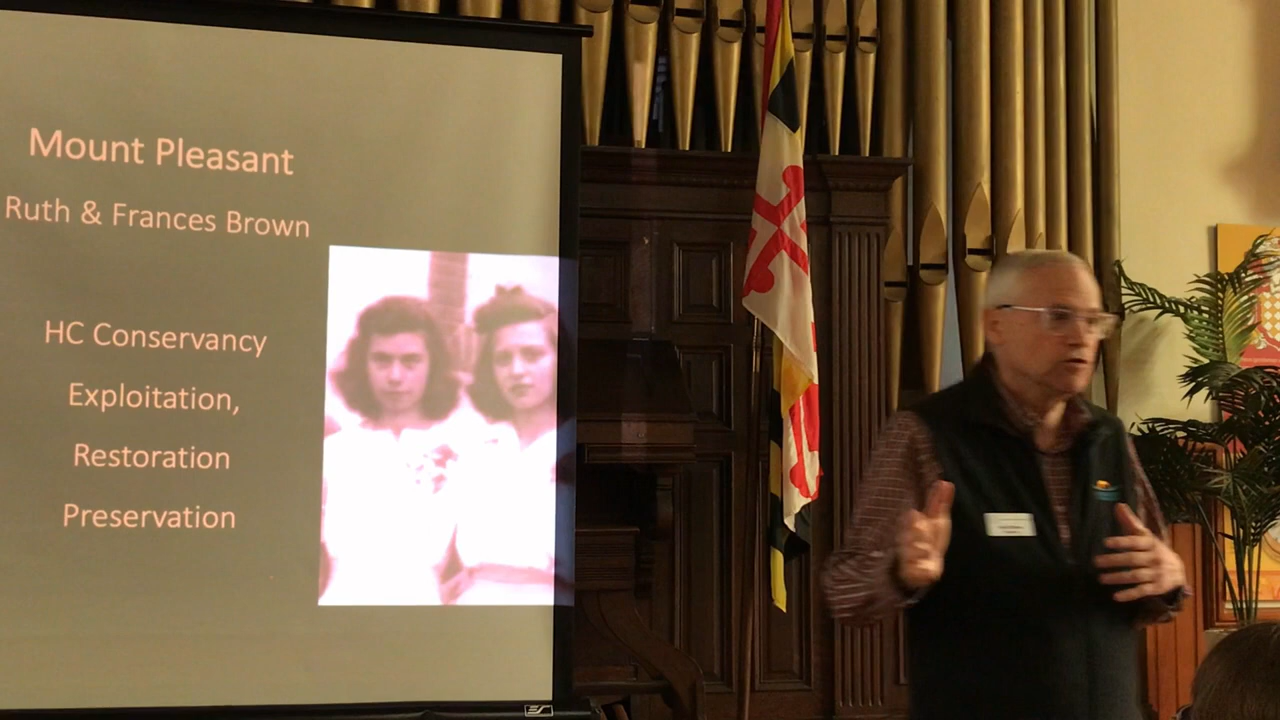 Mount Pleasant
Ruth & Frances Brown
HC Conservancy
Exploitation,
Restoration
Preservation